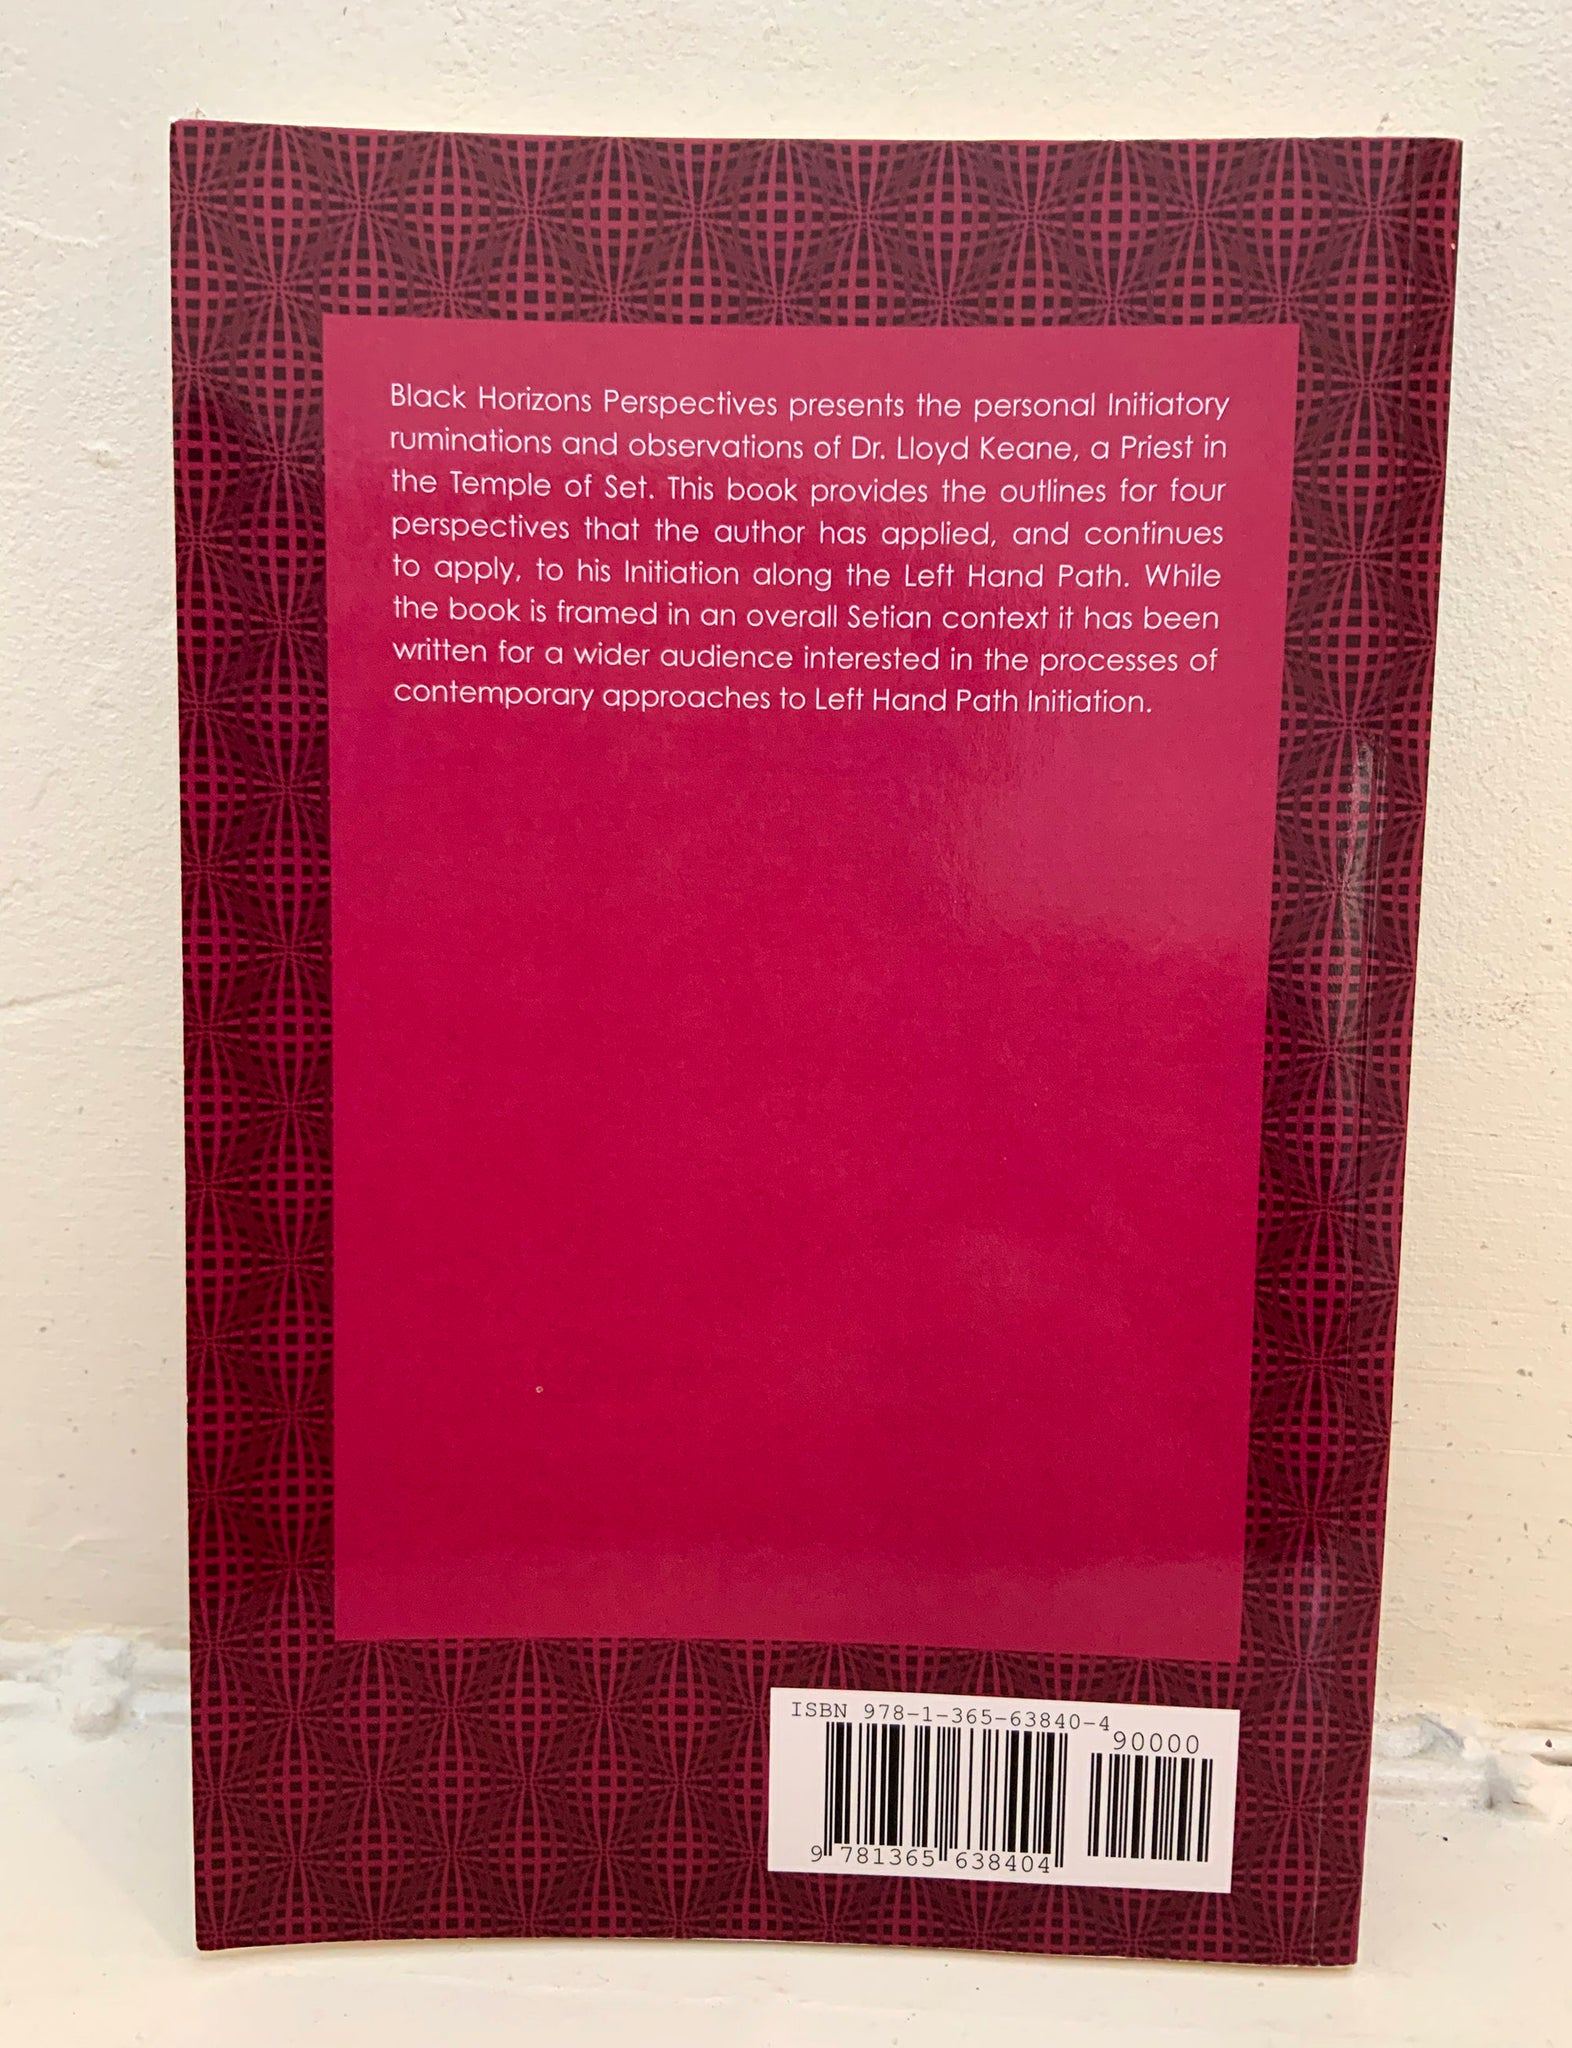 Black Horizons Perspectives presents the personal Initiatory
ruminations and observations of Dr. Lloyd Keane, a Priest in
the Temple of Set. This book provides the outlines for four
perspectives that the author has applied, and continues
to apply, to his Initiation along the Left Hand Path. While
the book is framed in an overall Setian context it has been
written for a wider audience interested in the processes of
contemporary approaches to Left Hand Path Initiation.
ISBN 978-1-365-63840-4
90000
9 781365 638404